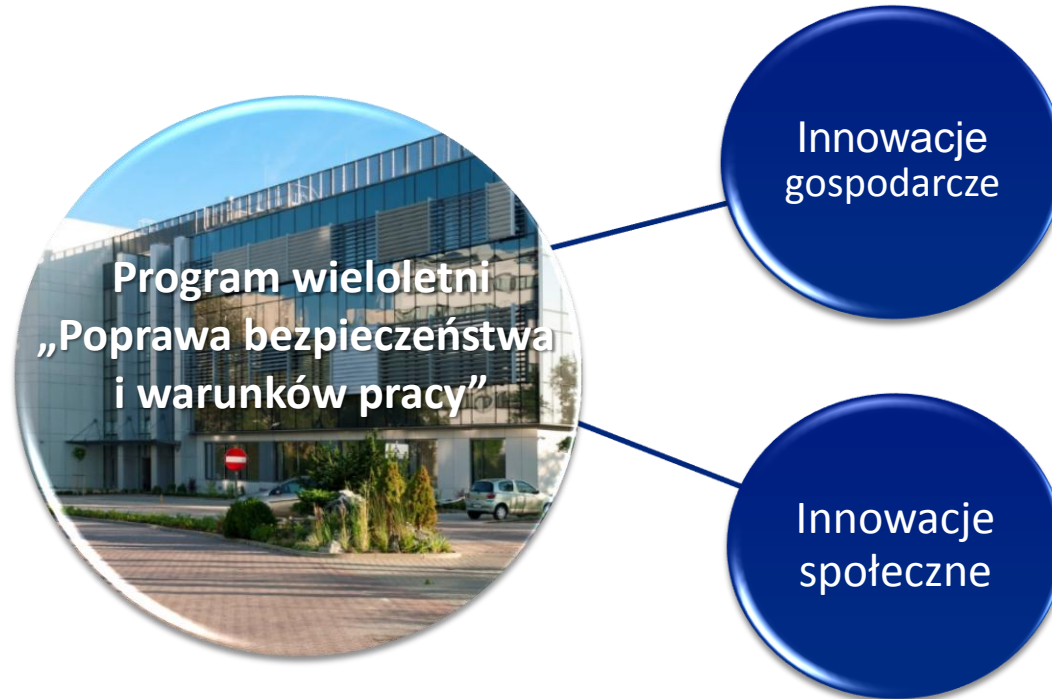 Program wieloletni
„Poprawa bezpieczeństwa
i warunków pracy”
Innowacje
gospodarcze
Innowacje
społeczne